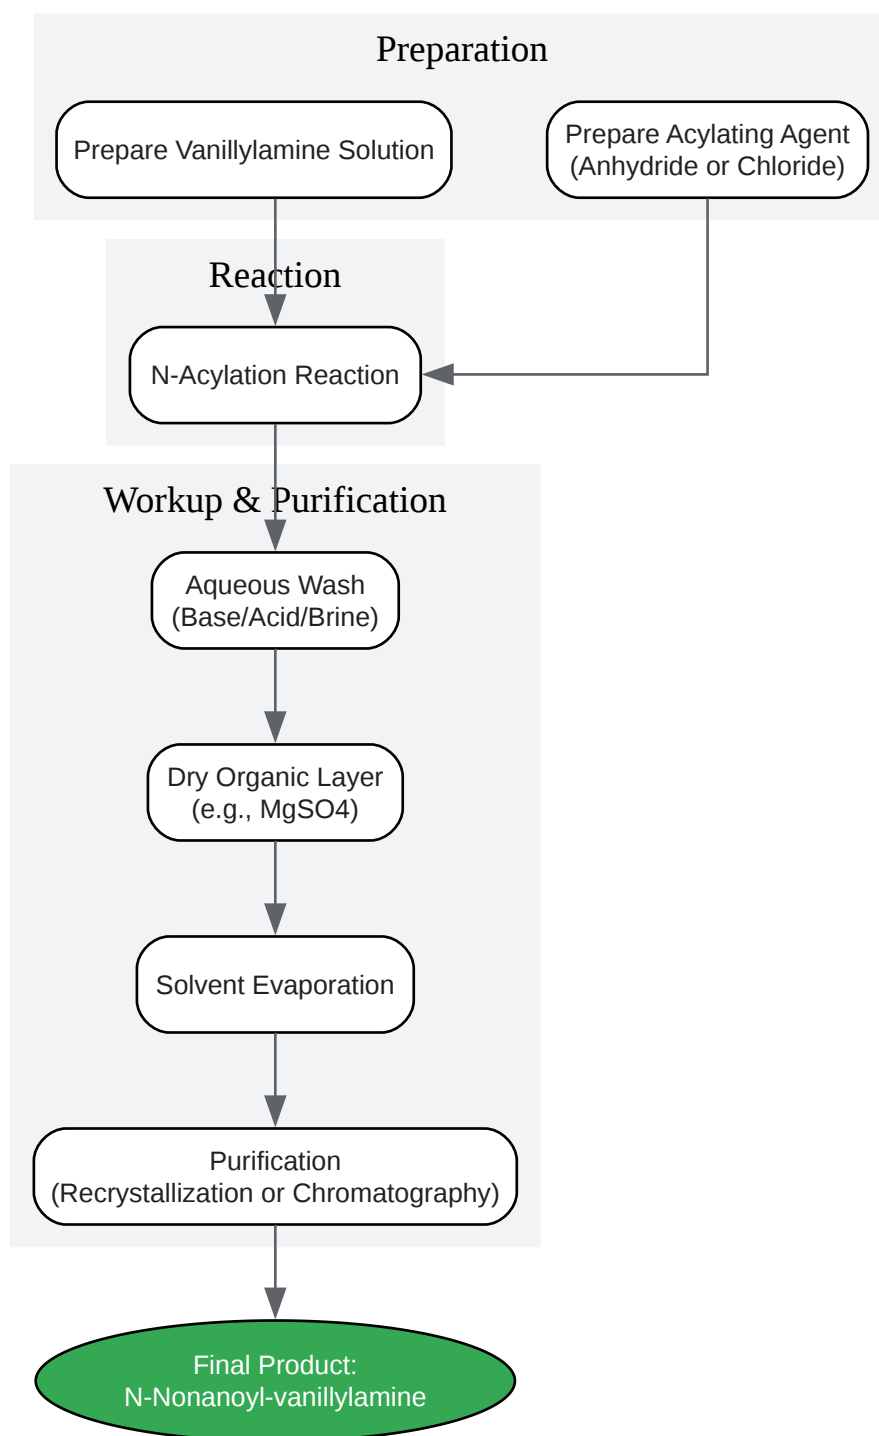 Preparation
Prepare Vanillylamine Solution
Prepare Acylating Agent
(Anhydride or Chloride)
Reaction
N-Acylation Reaction
Workup & Purification
Aqueous Wash
(Base/Acid/Brine)
Dry Organic Layer
(e.g., MgSO4)
Solvent Evaporation
Purification
(Recrystallization or Chromatography)
Final Product:
N-Nonanoyl-vanillylamine